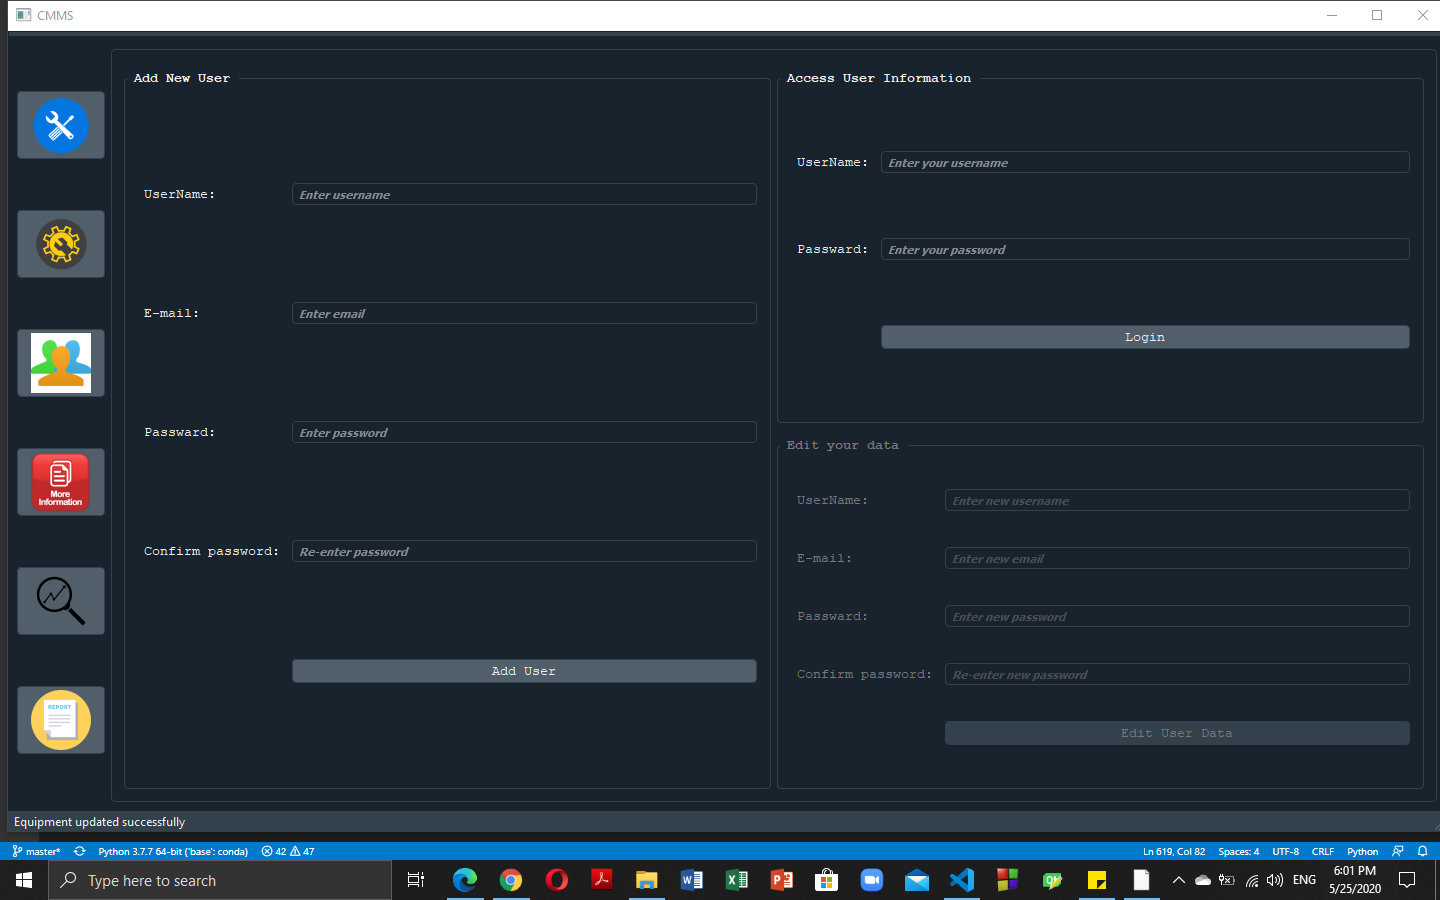 CMMS
Add New User
UserName:
Enter username
E-mail:
Enter email
Passward:
Enter password
Confirm password:
Re-enter password
Add User
Access User Information
UserName:
Enter your username
Passward:
Enter your password
Login
Edit your data
UserName:
Enter new username
E-mail:
Enter new email
Passward:
Enter new password
Confirm password:
Re-enter new password
Edit User Data
More
Information
REPORT
Equipment updated successfully
master* Python 3.7.7 64-bit ('base': conda) 42 47 Ln 619, Col 82 Spaces: 4 UTF-8 CRLF Python
Type here to search
ENG
6:01 PM
5/25/2020